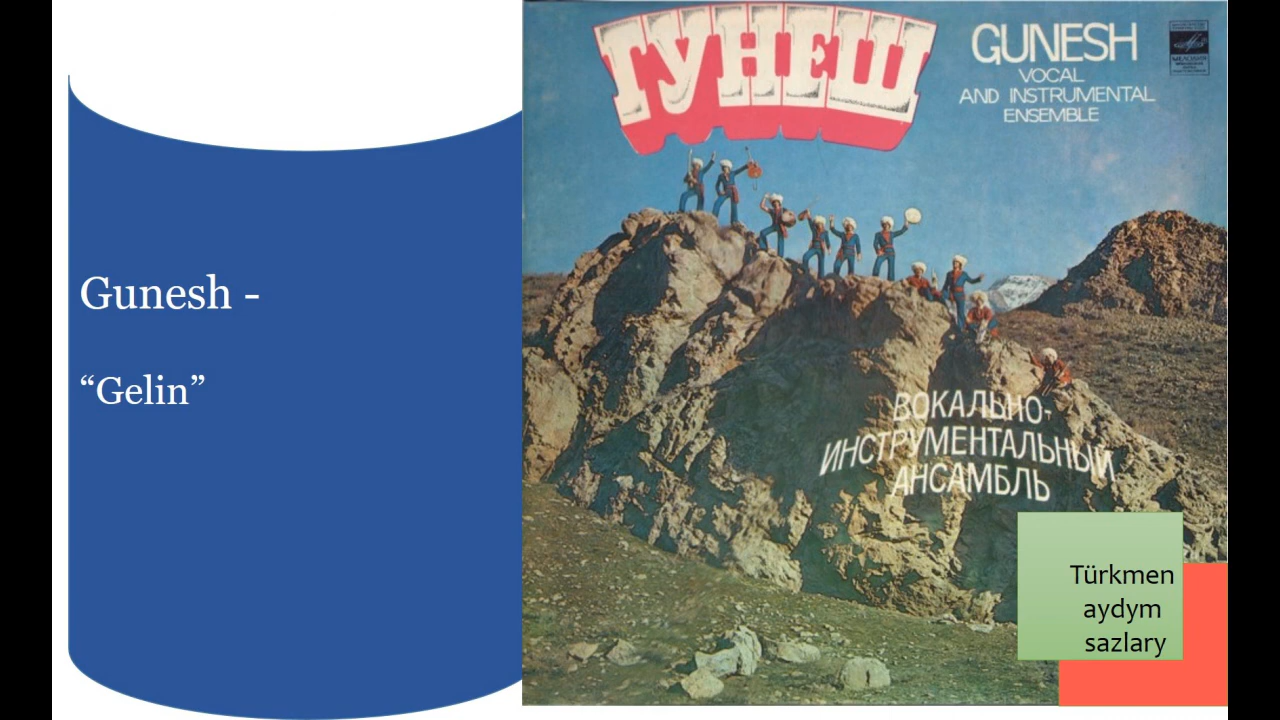 Gunesh -
“Gelin”
ГУНЕШ
GUNESH
VOCAL
AND INSTRUMENTAL
ENSEMBLE
ВОКАЛЬНО-
ИНСТРУМЕНТАЛЬНЫЙ
АНСАМБЛЬ
Türkmen
aydym
sazlary